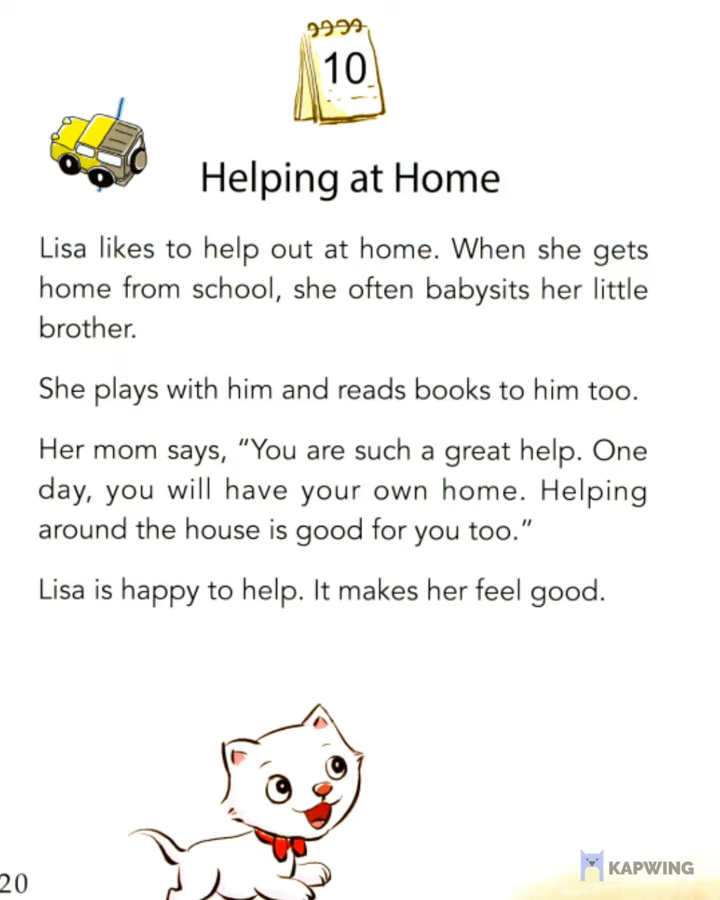 10
Helping at Home
Lisa likes to help out at home. When she gets
home from school, she often babysits her little
brother.
She plays with him and reads books to him too.
Her mom says, “You are such a great help. One
day, you will have your own home. Helping
around the house is good for you too.”
Lisa is happy to help. It makes her feel good.
20
KAPWING